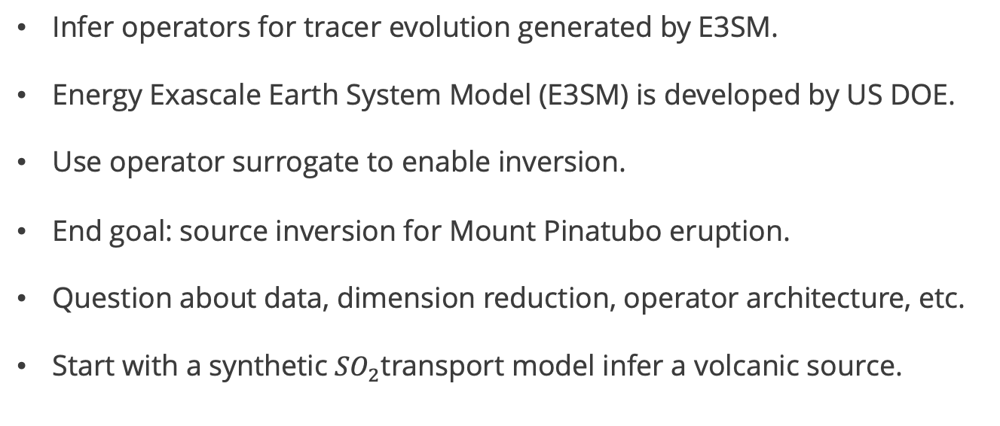 • Infer operators for tracer evolution generated by E3SM.
• Energy Exascale Earth System Model (E3SM) is developed by US DOE.
• Use operator surrogate to enable inversion.
• End goal: source inversion for Mount Pinatubo eruption.
• Question about data, dimension reduction, operator architecture, etc.
• Start with a synthetic SO₂transport model infer a volcanic source.